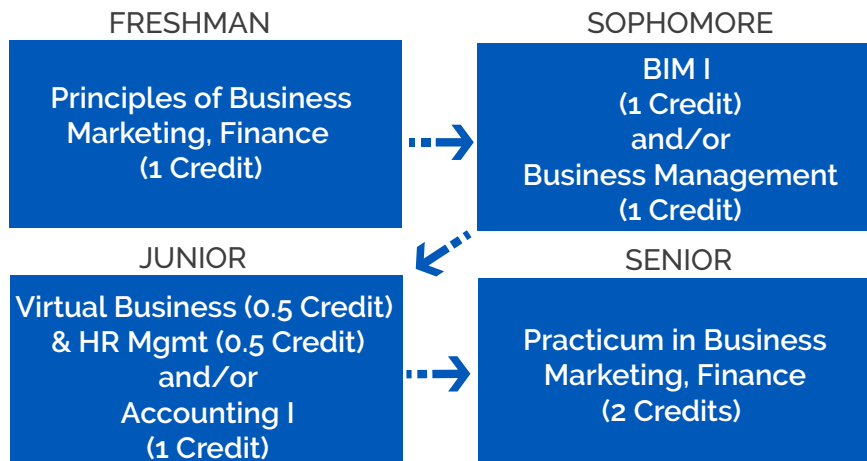 FRESHMAN
Principles of Business
Marketing, Finance
(1 Credit)
SOPHOMORE
BIM I
(1 Credit)
and/or
Business Management
(1 Credit)
JUNIOR
Virtual Business (0.5 Credit)
& HR Mgmt (0.5 Credit)
and/or
Accounting I
(1 Credit)
SENIOR
Practicum in Business
Marketing, Finance
(2 Credits)